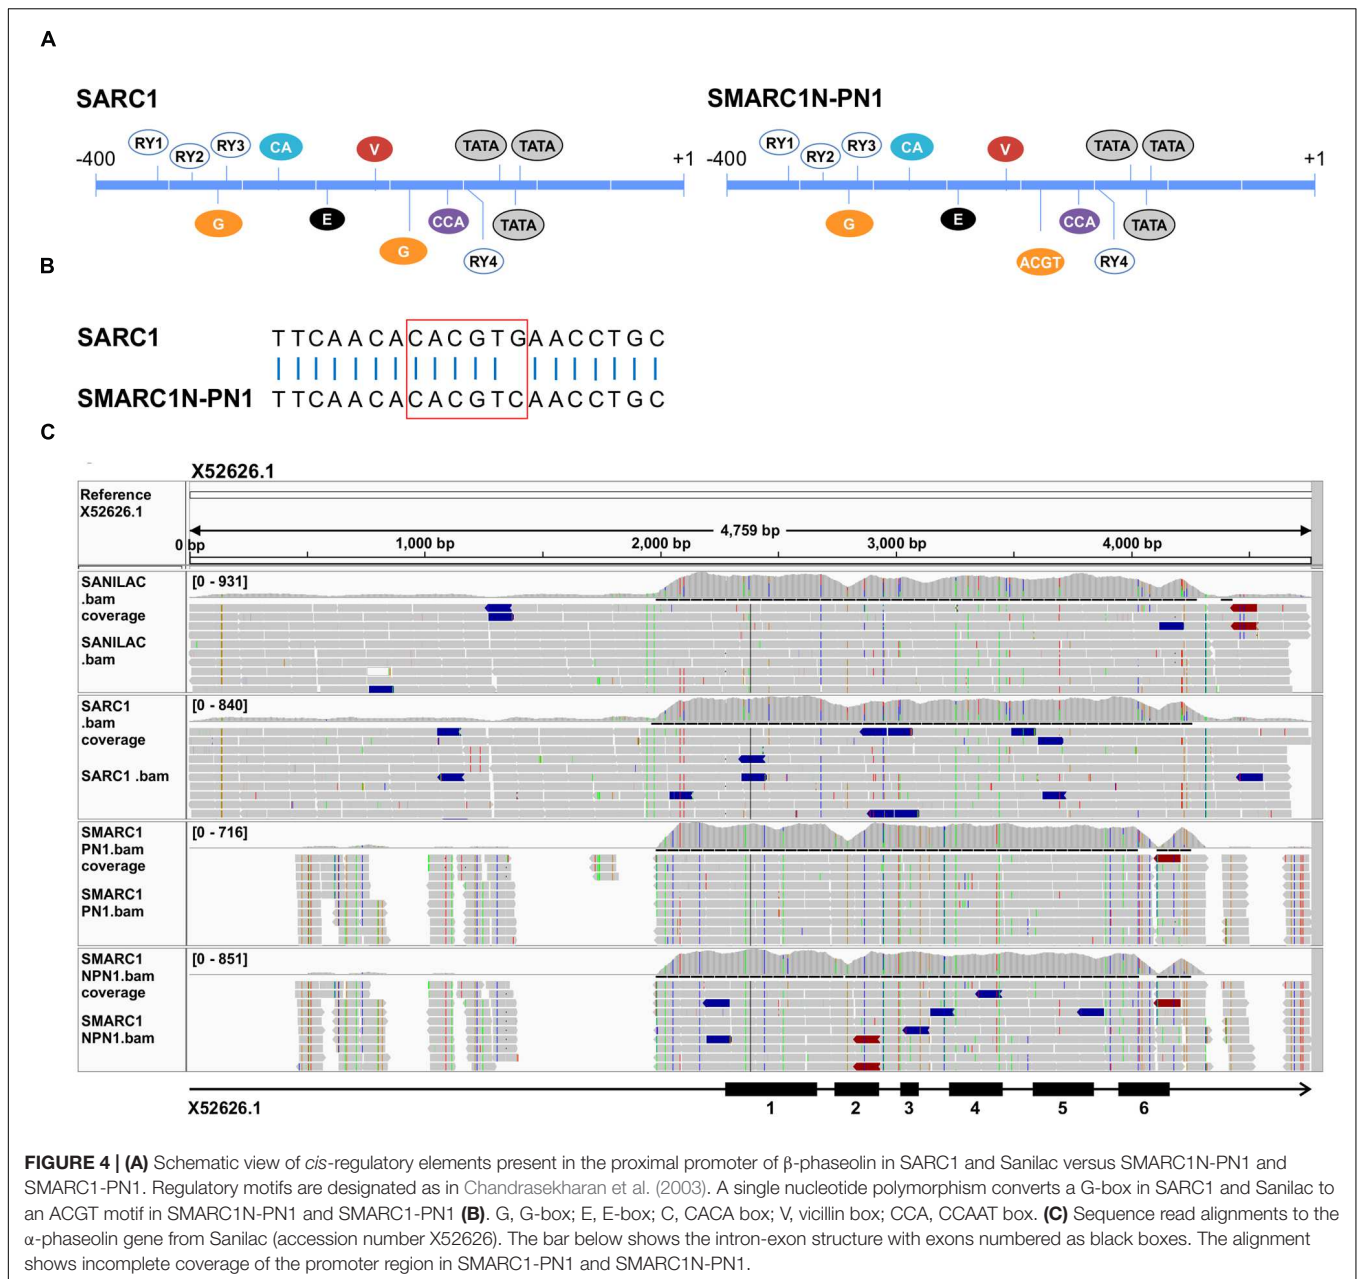 A
SARC1
SMARC1N-PN1
-400 RY1 RY2 RY3 CA V TATA TATA +1
G E G CCA RY4 TATA
-400 RY1 RY2 RY3 CA V TATA TATA +1
G E ACGT CCA RY4 TATA
B
SARC1 TTCAACACACGTGAACCTGC
SMARC1N-PN1 TTCAACACACGTCAACCTGC
C
X52626.1
Reference
X52626.1
4,759 bp
0 bp 1,000 bp 2,000 bp 3,000 bp 4,000 bp
SANILAC [0 - 931]
.bam
coverage
SANILAC
.bam
SARC1 [0 - 840]
.bam
coverage
SARC1 .bam
SMARC1 [0 - 716]
PN1.bam
coverage
SMARC1
PN1.bam
SMARC1 [0 - 851]
NPN1.bam
coverage
SMARC1
NPN1.bam
X52626.1 1 2 3 4 5 6
FIGURE 4 | (A) Schematic view of cis-regulatory elements present in the proximal promoter of β-phaseolin in SARC1 and Sanilac versus SMARC1N-PN1 and
SMARC1-PN1. Regulatory motifs are designated as in Chandrasekharan et al. (2003). A single nucleotide polymorphism converts a G-box in SARC1 and Sanilac to
an ACGT motif in SMARC1N-PN1 and SMARC1-PN1 (B). G, G-box; E, E-box; C, CACA box; V, vicillin box; CCA, CCAAT box. (C) Sequence read alignments to the
α-phaseolin gene from Sanilac (accession number X52626). The bar below shows the intron-exon structure with exons numbered as black boxes. The alignment
shows incomplete coverage of the promoter region in SMARC1-PN1 and SMARC1N-PN1.